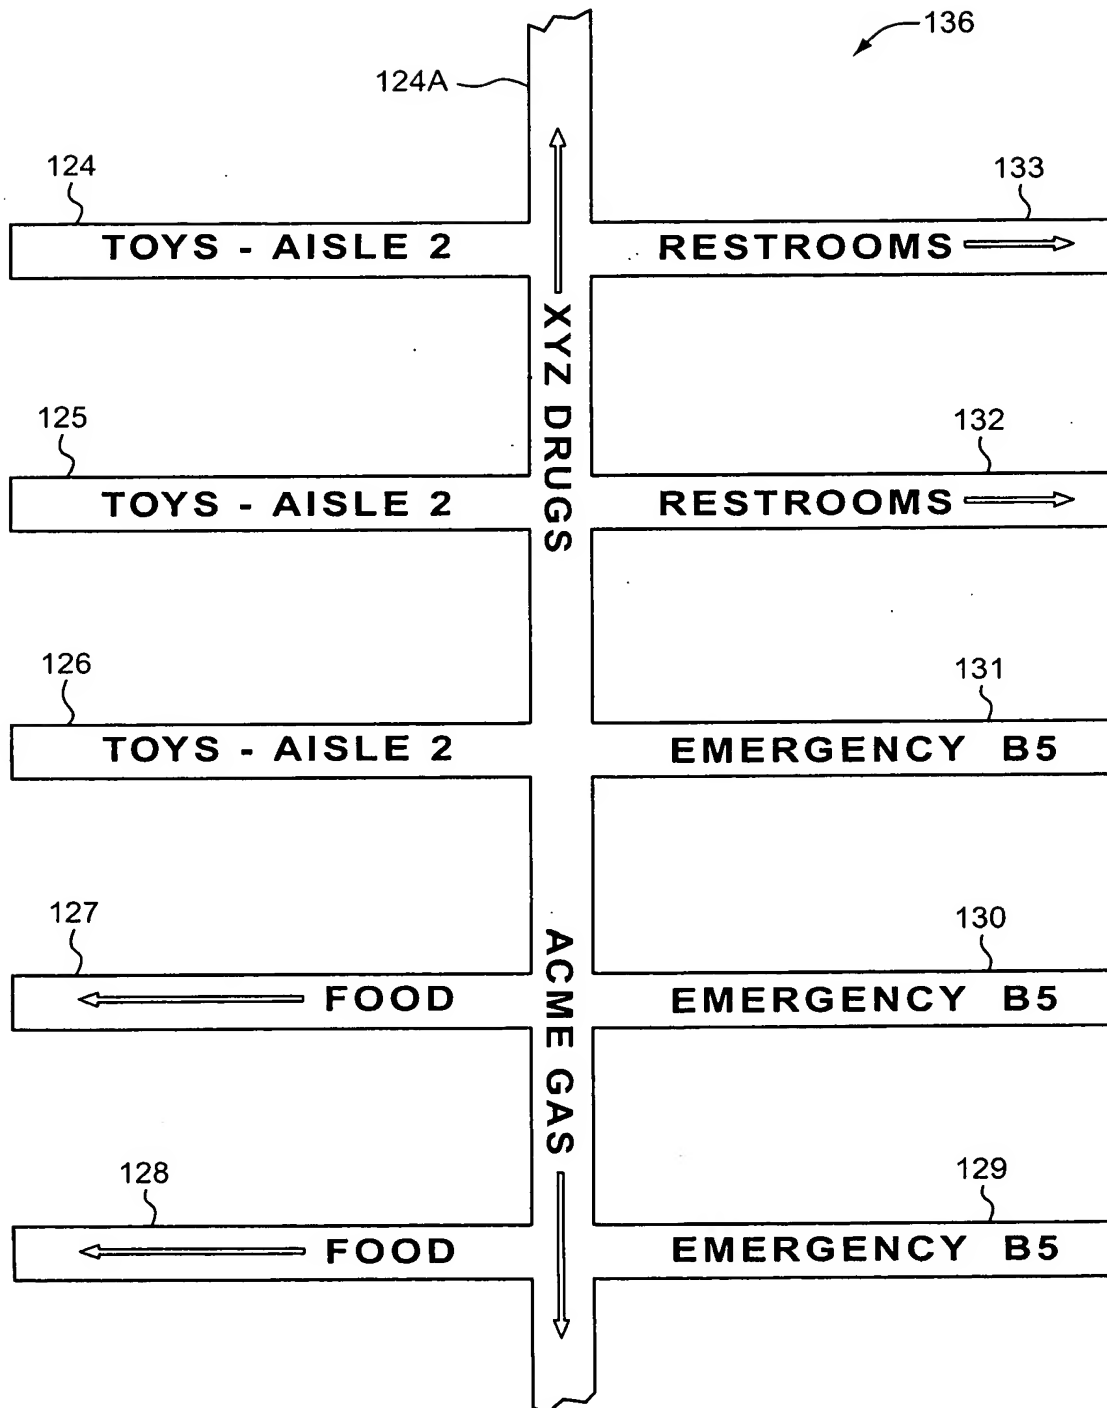 136
124A
124
133
TOYS - AISLE 2
RESTROOMS
XYZ DRUGS
125
132
TOYS - AISLE 2
RESTROOMS
126
131
TOYS - AISLE 2
EMERGENCY B5
127
130
ACME GAS
FOOD
EMERGENCY B5
128
129
FOOD
EMERGENCY B5